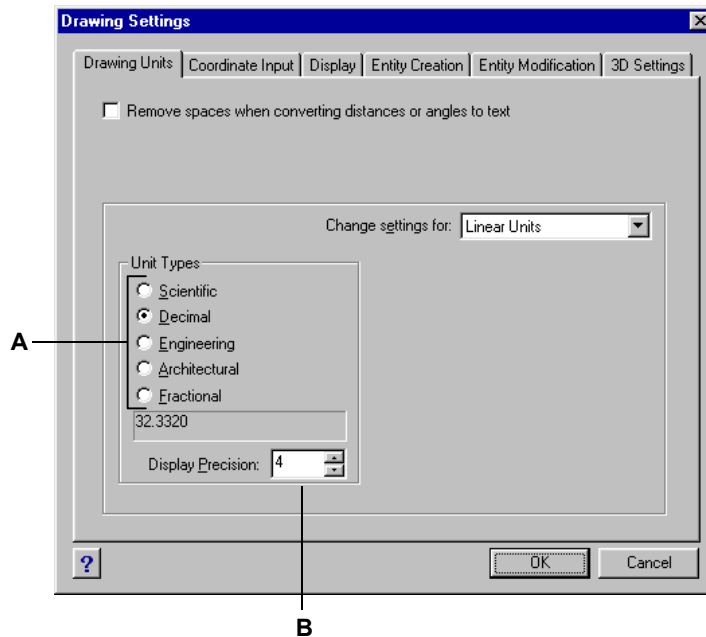 Drawing Settings
Drawing Units Coordinate Input Display Entity Creation Entity Modification 3D Settings
Remove spaces when converting distances or angles to text
Change settings for: Linear Units
Unit Types
Scientific
Decimal
A
Engineering
Architectural
Fractional
32.3320
Display Precision: 4
? OK Cancel
B